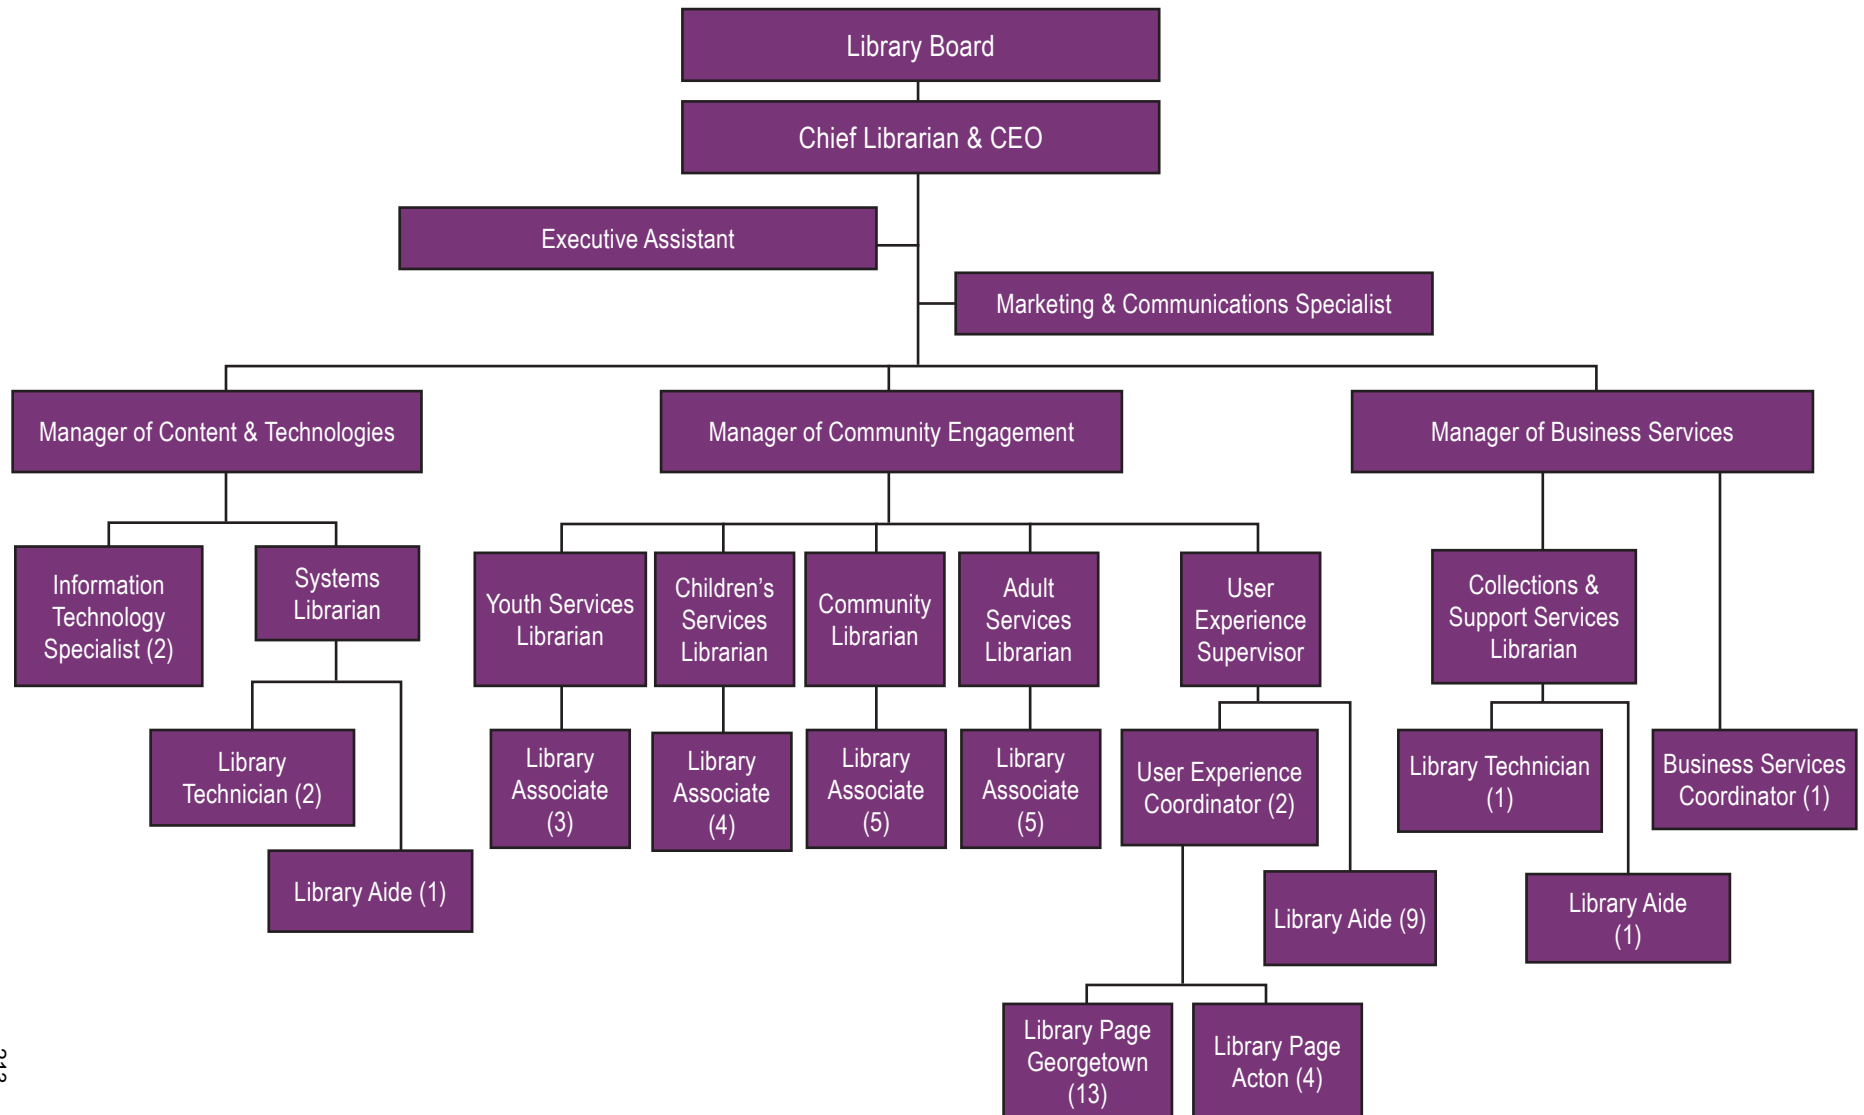 Library Board
Chief Librarian & CEO
Executive Assistant
Marketing & Communications Specialist
Manager of Content & Technologies
Manager of Community Engagement
Manager of Business Services
Information
Technology
Specialist (2)
Systems
Librarian
Youth Services
Librarian
Children’s
Services
Librarian
Community
Librarian
Adult
Services
Librarian
User
Experience
Supervisor
Collections &
Support Services
Librarian
Library
Technician (2)
Library Aide (1)
Library
Associate
(3)
Library
Associate
(4)
Library
Associate
(5)
Library
Associate
(5)
User Experience
Coordinator (2)
Library Aide (9)
Library Technician
(1)
Library Aide
(1)
Business Services
Coordinator (1)
Library Page
Georgetown
(13)
Library Page
Acton (4)